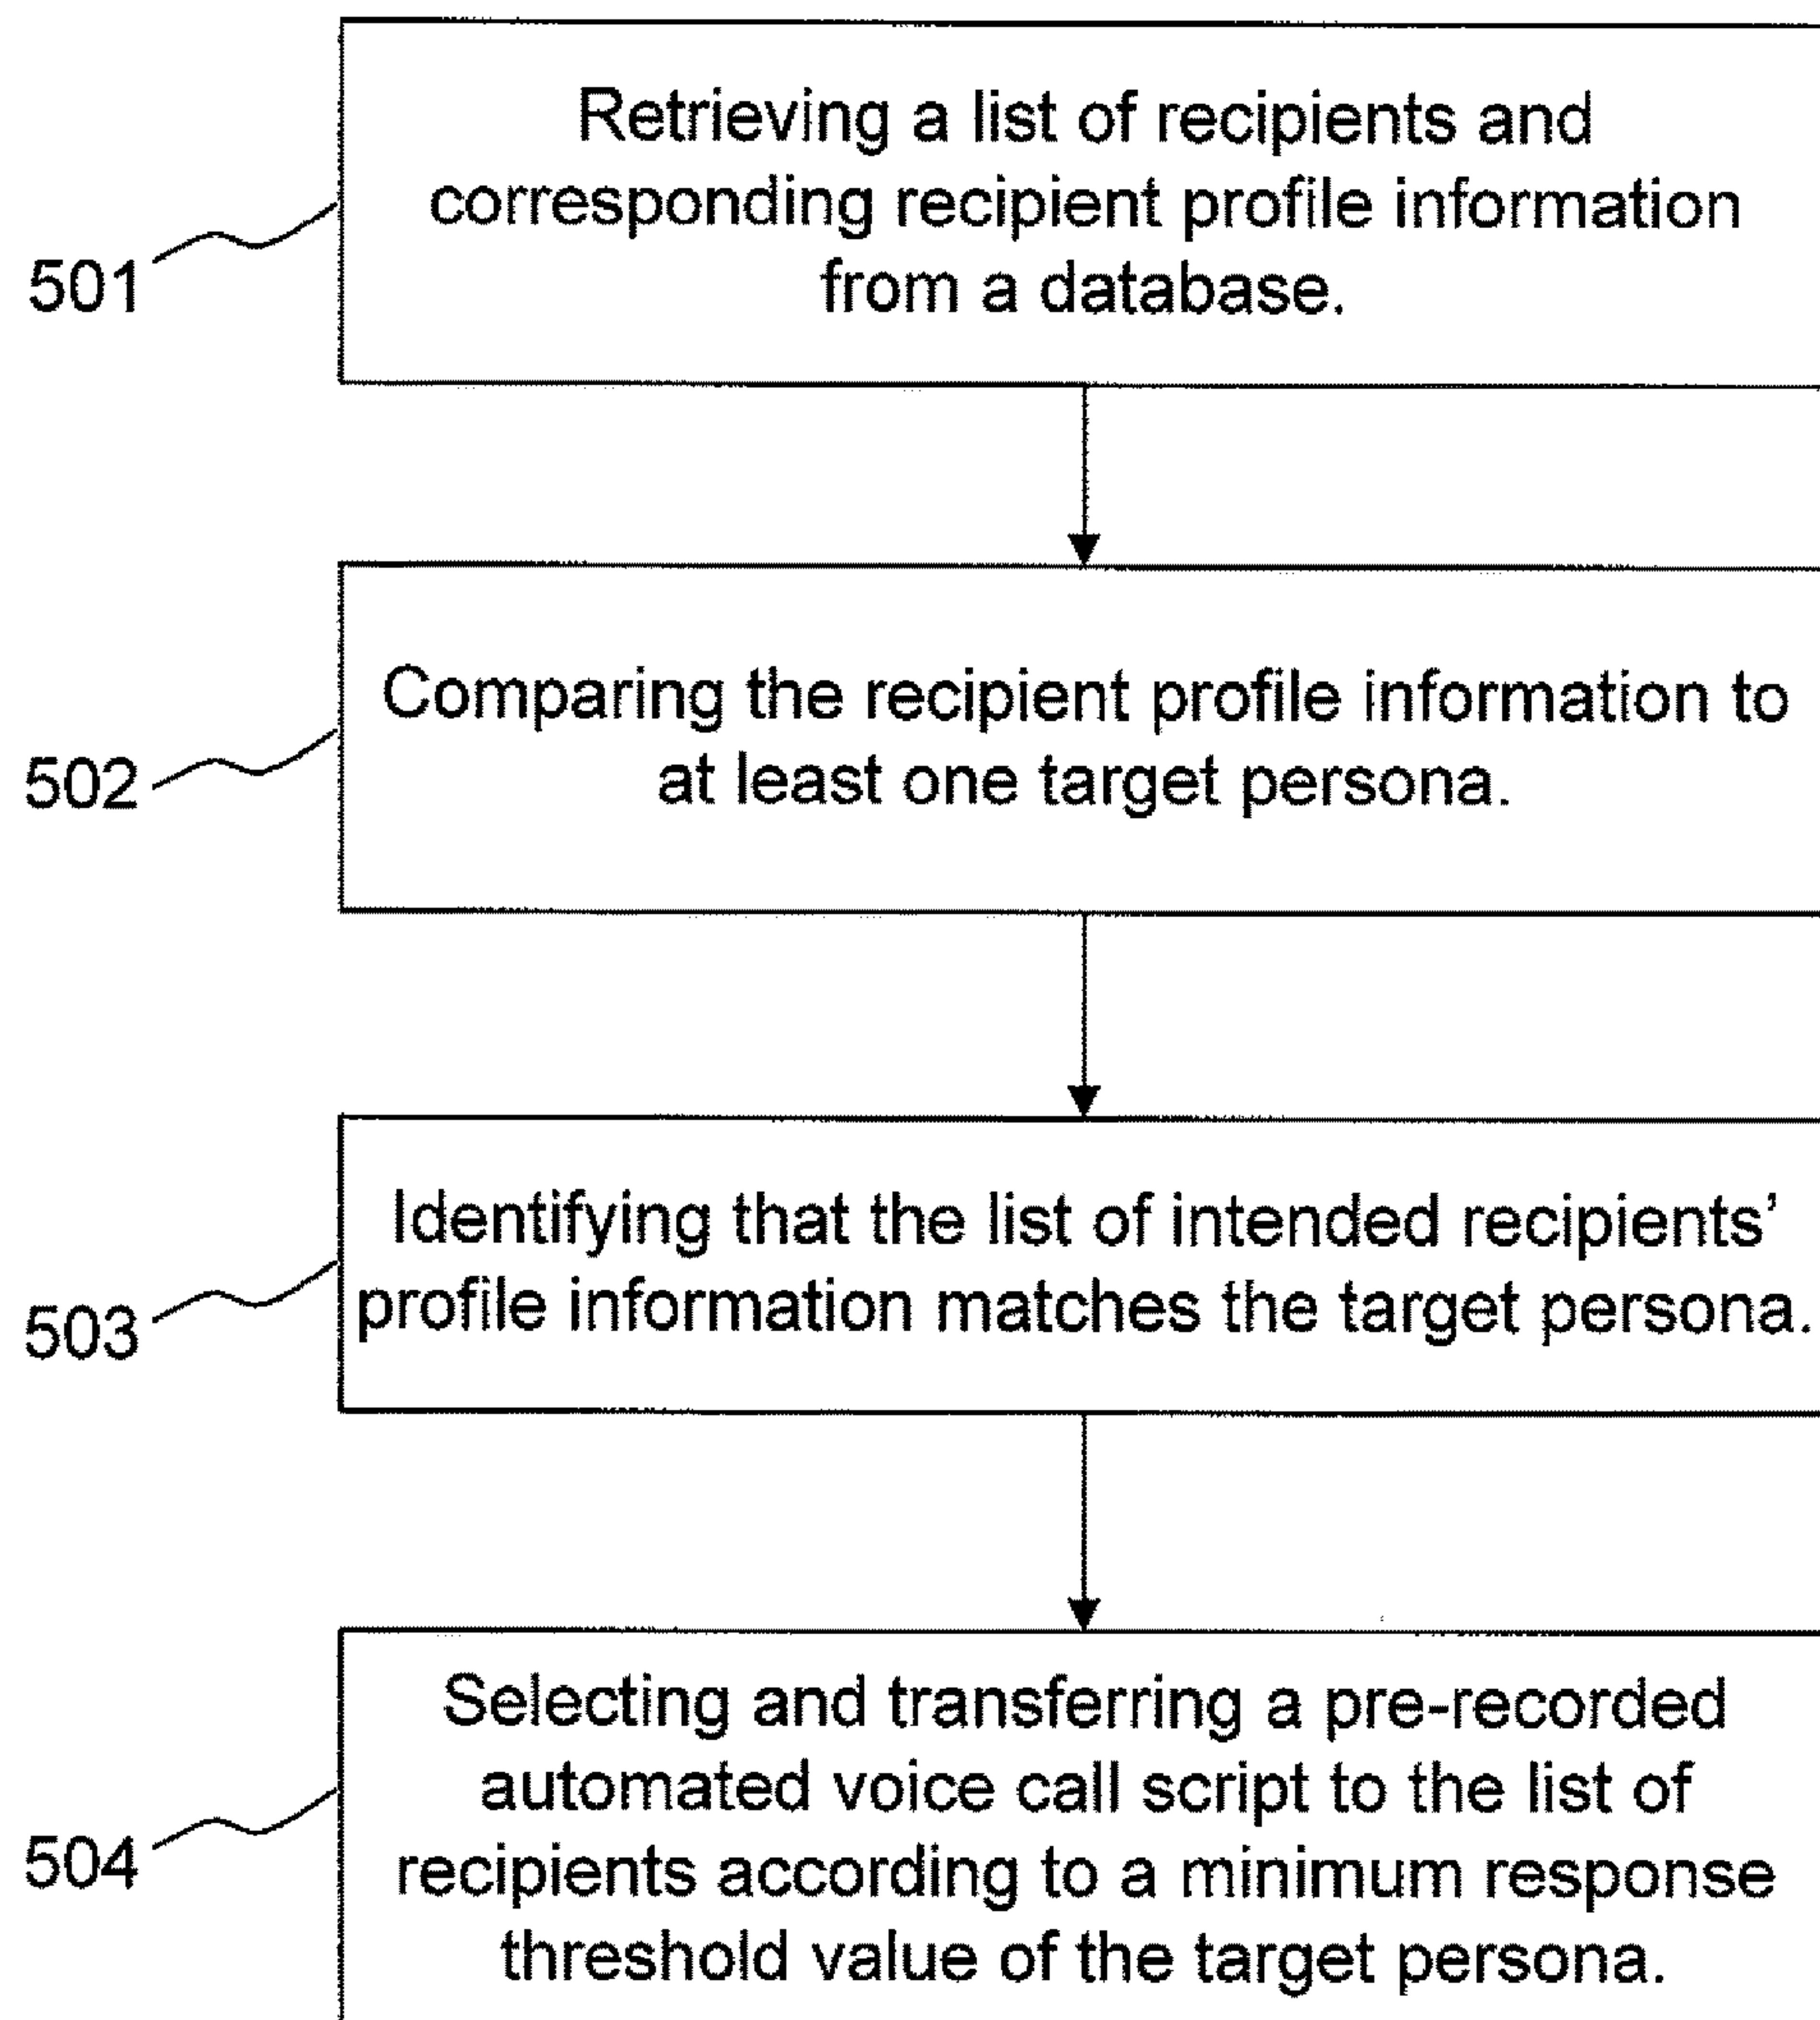 Retrieving a list of recipients and
corresponding recipient profile information
from a database.
501
Comparing the recipient profile information to
at least one target persona.
502
Identifying that the list of intended recipients’
profile information matches the target persona.
503
Selecting and transferring a pre-recorded
automated voice call script to the list of
recipients according to a minimum response
threshold value of the target persona.
504